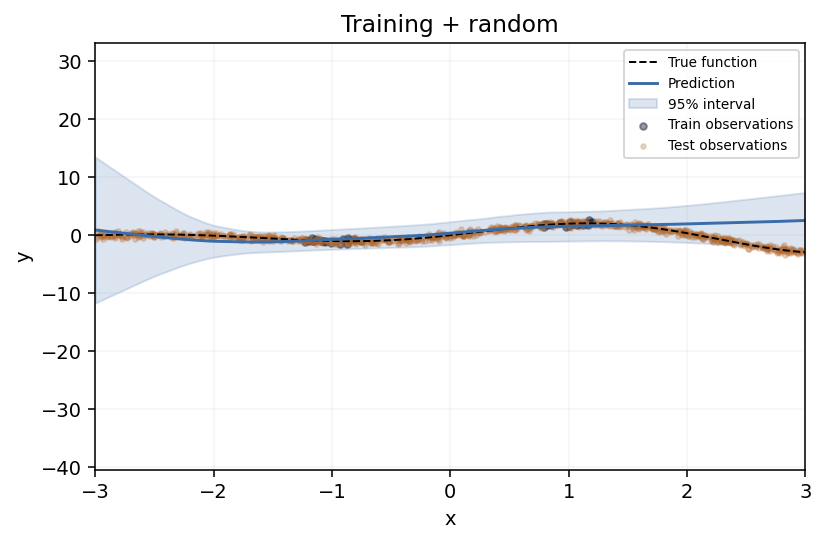 Training + random
30
20
10
0
−10
−20
−30
−40
y
−3
−2
−1
0
1
2
3
x
True function
Prediction
95% interval
Train observations
Test observations